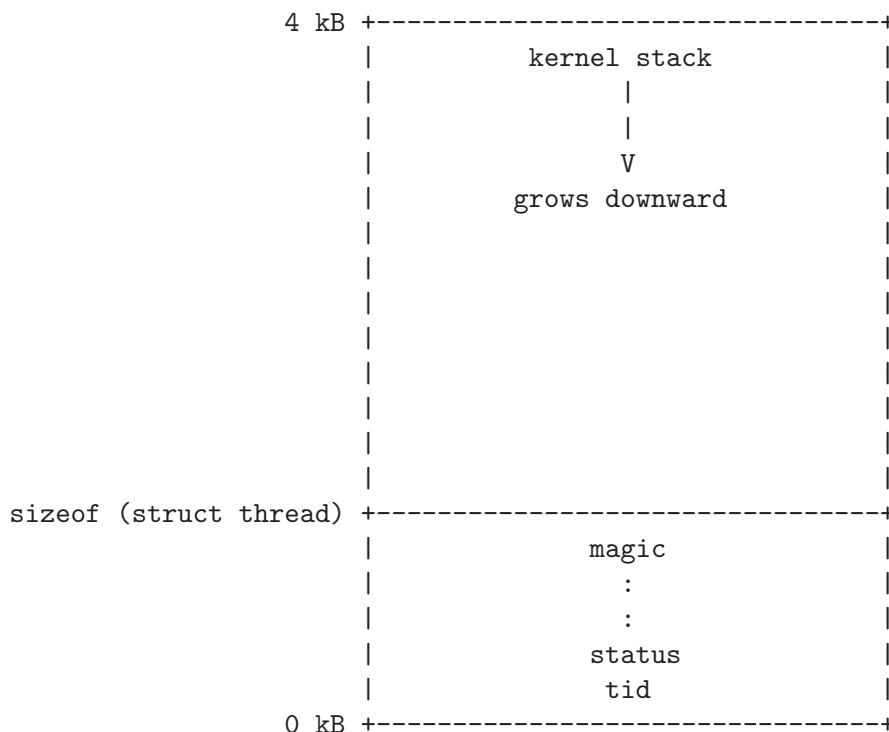 4 kB +---------------------------------+
| kernel stack |
| | |
| | |
| V |
| grows downward |
| |
| |
| |
| |
| |
| |
| |
| |
sizeof (struct thread) +---------------------------------+
| magic |
| : |
| : |
| status |
| tid |
0 kB +---------------------------------+